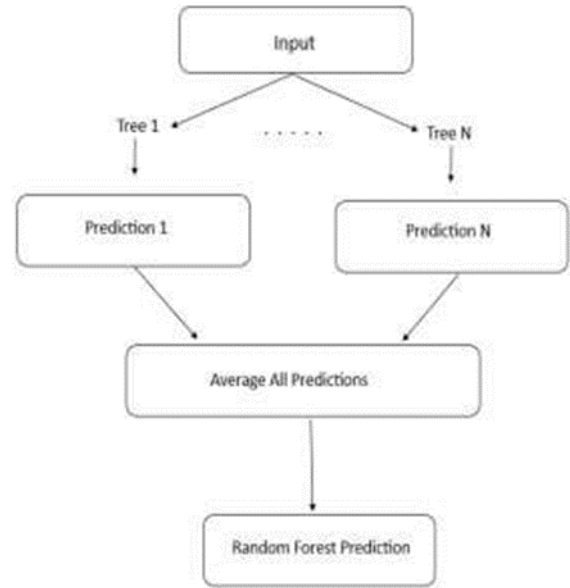 Input
Tree 1
. . . . .
Tree N
Prediction 1
Prediction N
Average All Predictions
Random Forest Prediction